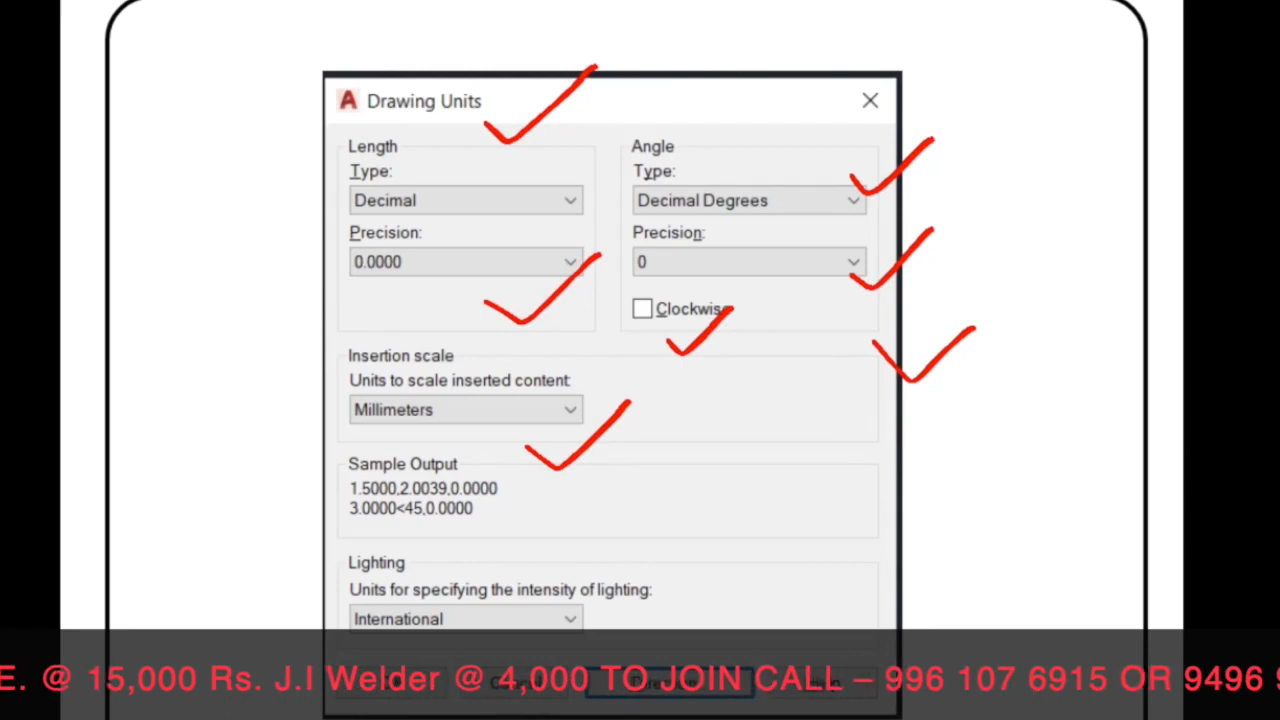 Drawing Units
Length
Type:
Decimal
Precision:
0.0000
Angle
Type:
Decimal Degrees
Precision:
0
Clockwise
Insertion scale
Units to scale inserted content:
Millimeters
Sample Output
1.5000,2.0039,0.0000
3.0000<45,0.0000
Lighting
Units for specifying the intensity of lighting:
International
E. @ 15,000 Rs. J.I Welder @ 4,000 TO JOIN CALL – 996 107 6915 OR 9496